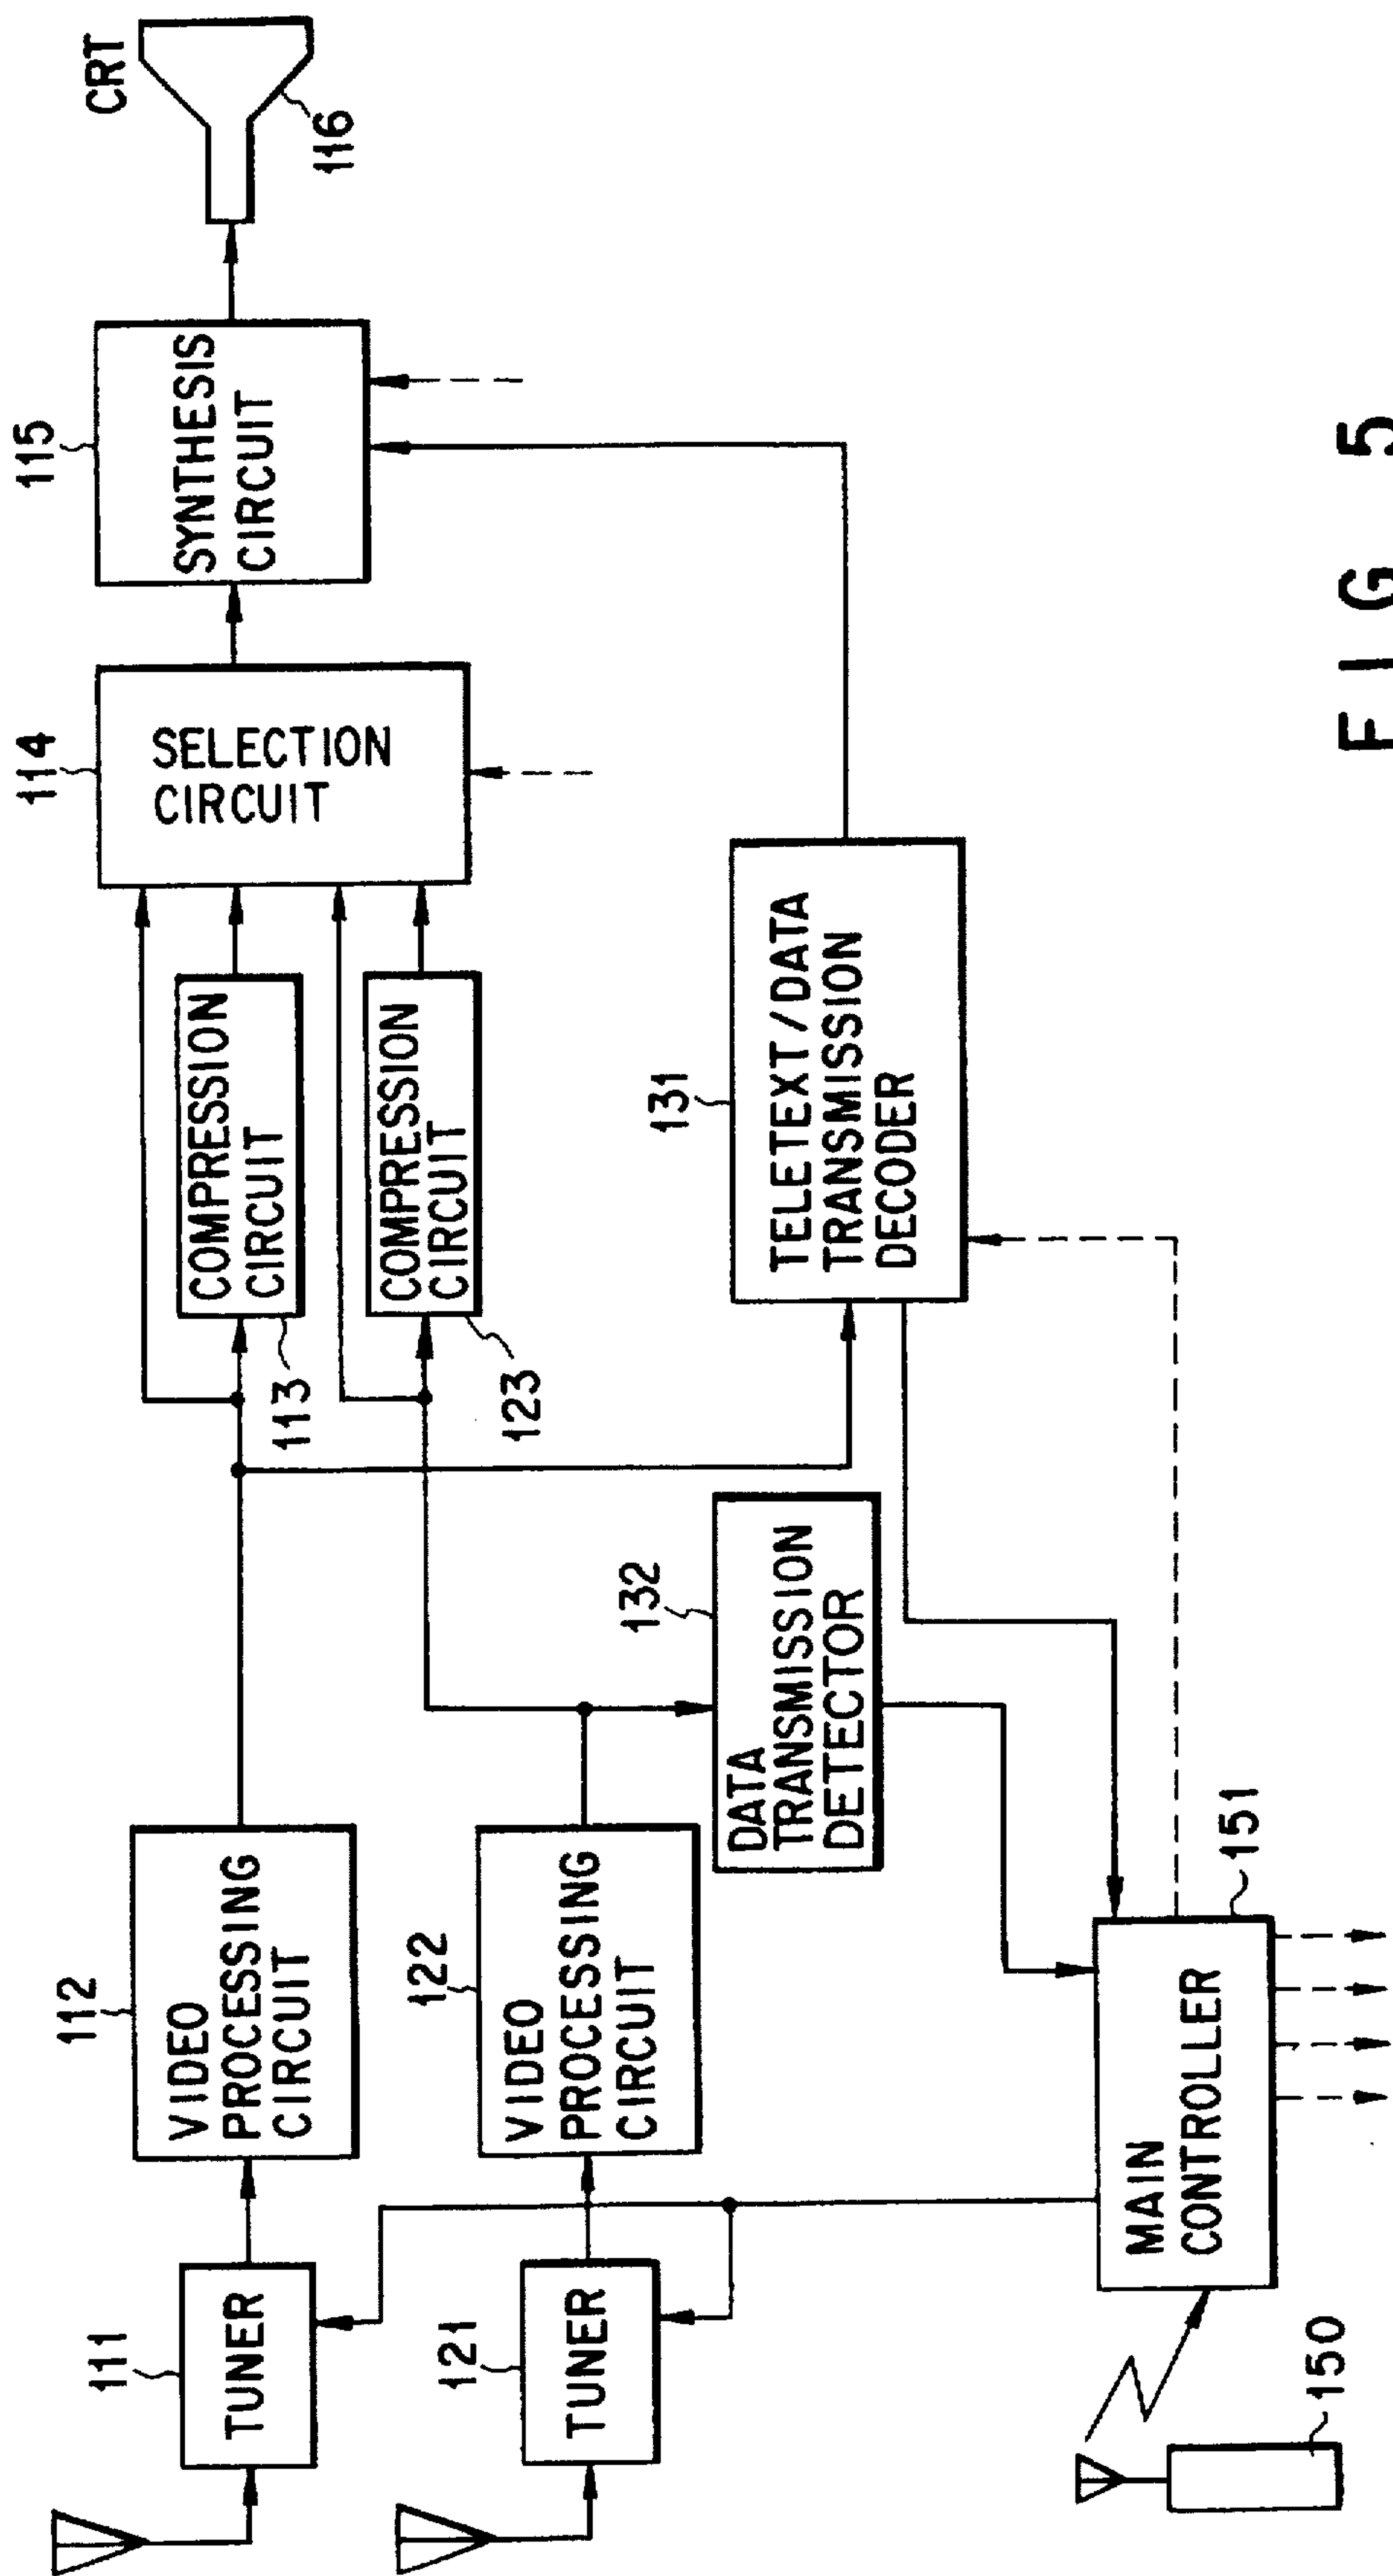 CRT
116
115
SYNTHESIS
CIRCUIT
114
SELECTION
CIRCUIT
COMPRESSION
CIRCUIT
113
COMPRESSION
CIRCUIT
123
131
TELETEXT/DATA
TRANSMISSION
DECODER
132
DATA
TRANSMISSION
DETECTOR
112
VIDEO
PROCESSING
CIRCUIT
122
VIDEO
PROCESSING
CIRCUIT
111
TUNER
121
TUNER
151
MAIN
CONTROLLER
150
FIG 5